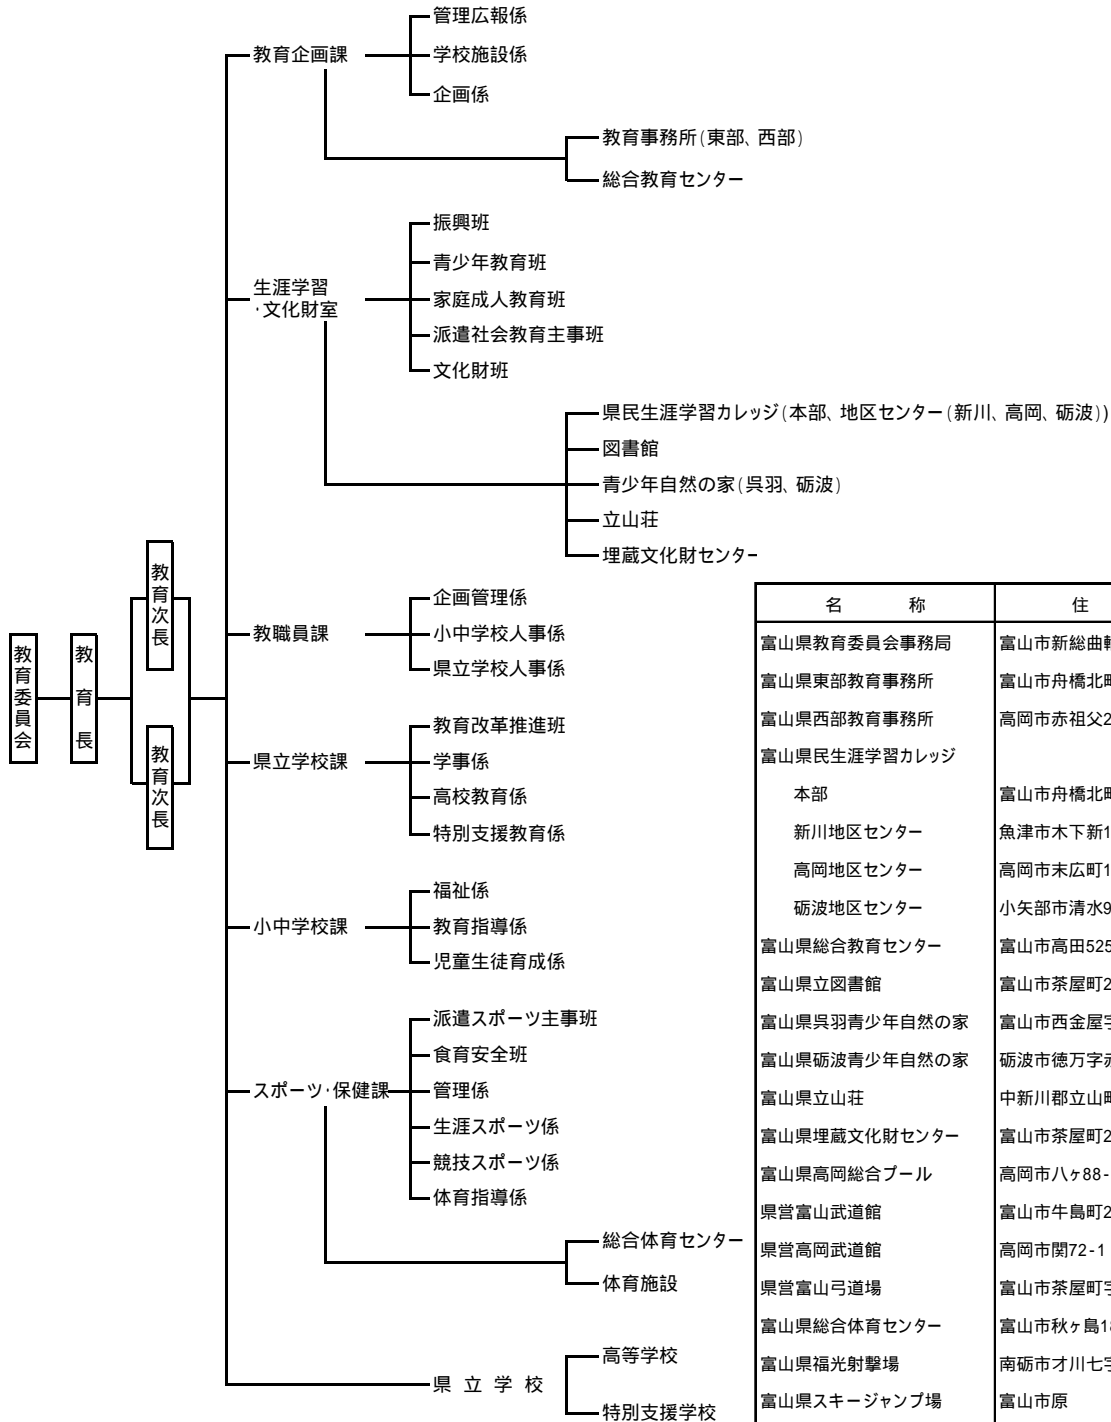 教育委員会
教育長
教育次長
教育次長
教育企画課
管理広報係
学校施設係
企画係
教育事務所(東部、西部)
総合教育センター
生涯学習
・文化財室
振興班
青少年教育班
家庭成人教育班
派遣社会教育主事班
文化財班
県民生涯学習カレッジ(本部、地区センター(新川、高岡、砺波))
図書館
青少年自然の家(呉羽、砺波)
立山荘
埋蔵文化財センター
教職員課
企画管理係
小中学校人事係
県立学校人事係
県立学校課
教育改革推進班
学事係
高校教育係
特別支援教育係
小中学校課
福祉係
教育指導係
児童生徒育成係
スポーツ・保健課
派遣スポーツ主事班
食育安全班
管理係
生涯スポーツ係
競技スポーツ係
体育指導係
総合体育センター
体育施設
県立学校
高等学校
特別支援学校
名称 住
富山県教育委員会事務局 富山市新総曲
富山県東部教育事務所 富山市舟橋北町
富山県西部教育事務所 高岡市赤祖父2
富山県民生涯学習カレッジ
本部 富山市舟橋北町
新川地区センター 魚津市木下新1
高岡地区センター 高岡市末広町1
砺波地区センター 小矢部市清水9
富山県総合教育センター 富山市高田525
富山県立図書館 富山市茶屋町2
富山県呉羽青少年自然の家 富山市西金屋字
富山県砺波青少年自然の家 砺波市徳万字赤
富山県立山荘 中新川郡立山町
富山県埋蔵文化財センター 富山市茶屋町2
富山県高岡総合プール 高岡市八ヶ88-
県営富山武道館 富山市牛島町2
県営高岡武道館 高岡市関72-1
県営富山弓道場 富山市茶屋町字
富山県総合体育センター 富山市秋ヶ島18
富山県福光射撃場 南砺市才川七字
富山県スキージャンプ場 富山市原